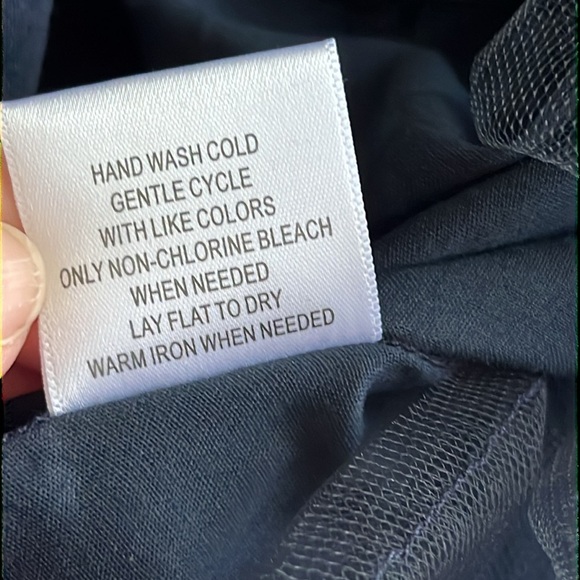 HAND WASH COLD
GENTLE CYCLE
WITH LIKE COLORS
ONLY NON-CHLORINE BLEACH
WHEN NEEDED
LAY FLAT TO DRY
WARM IRON WHEN NEEDED